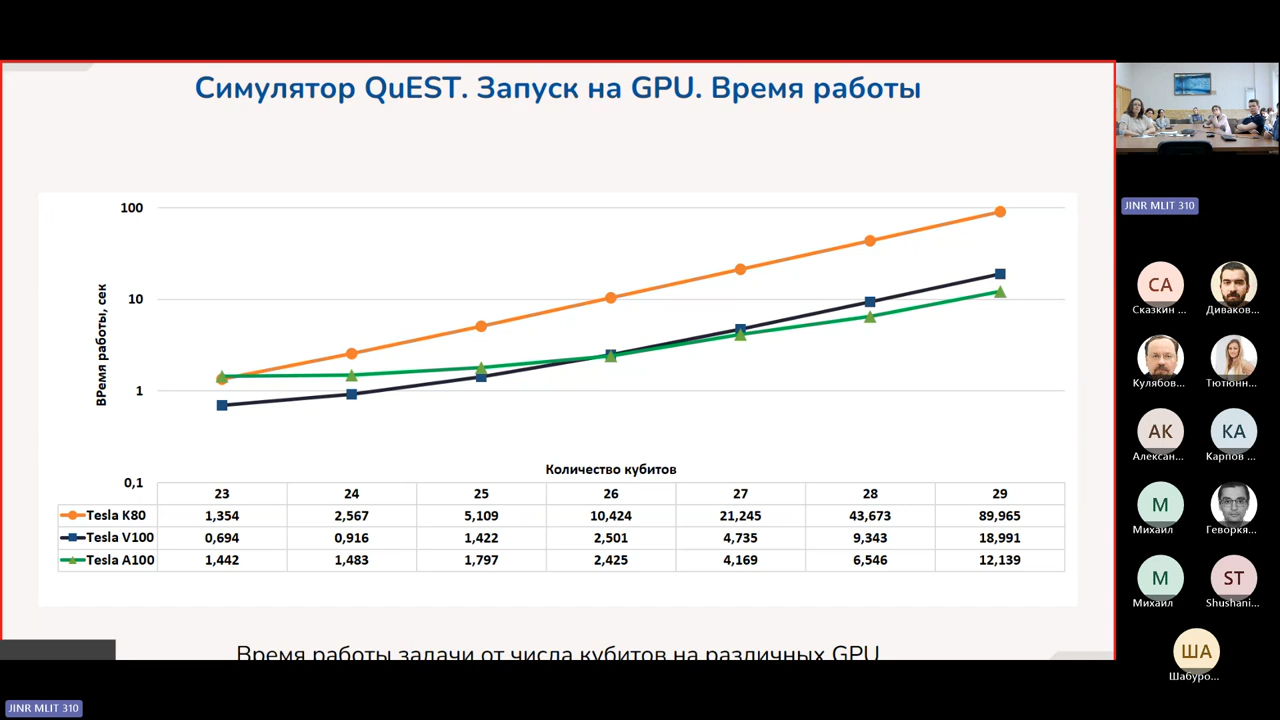 Симулятор QuEST. Запуск на GPU. Время работы
100
10
1
0,1
ВРемя работы, сек
Количество кубитов
23 24 25 26 27 28 29
Tesla K80 1,354 2,567 5,109 10,424 21,245 43,673 89,965
Tesla V100 0,694 0,916 1,422 2,501 4,735 9,343 18,991
Tesla A100 1,442 1,483 1,797 2,425 4,169 6,546 12,139
Время работы задачи от числа кубитов на различных GPU
JINR MLIT 310
JINR MLIT 310
СА
Сказкин ...
Диваков...
Кулябов...
Тютюнн...
АК
Алексан...
КА
Карпов ...
М
Михаил
Геворкя...
М
Михаил
ST
Shushani...
ША
Шабуро...